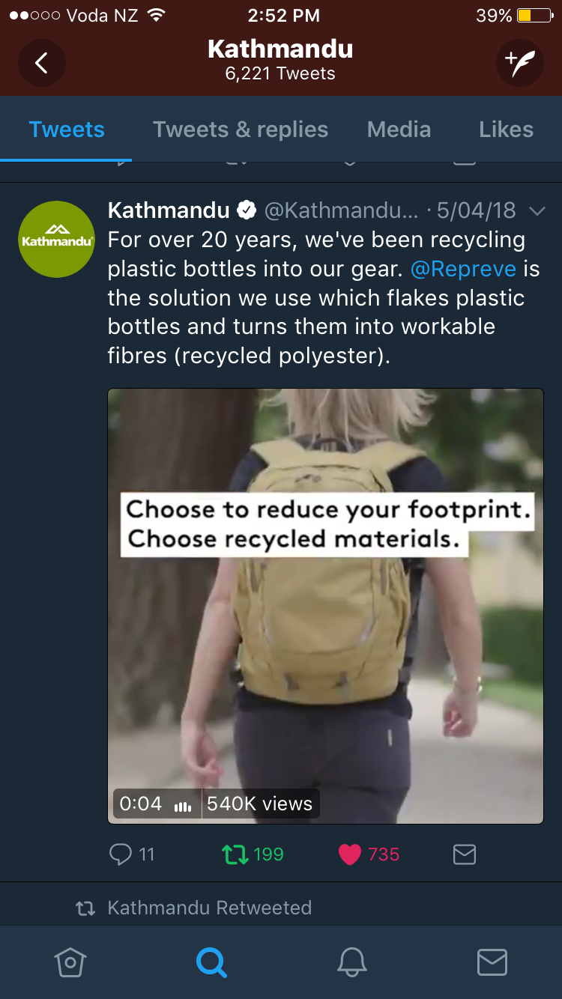 Voda NZ 2:52 PM 39%
Kathmandu
6,221 Tweets
Tweets Tweets & replies Media Likes
Kathmandu @Kathmandu... · 5/04/18
Kathmandu®
For over 20 years, we've been recycling
plastic bottles into our gear. @Repreve is
the solution we use which flakes plastic
bottles and turns them into workable
fibres (recycled polyester).
Choose to reduce your footprint.
Choose recycled materials.
0:04 540K views
11 199 735
Kathmandu Retweeted